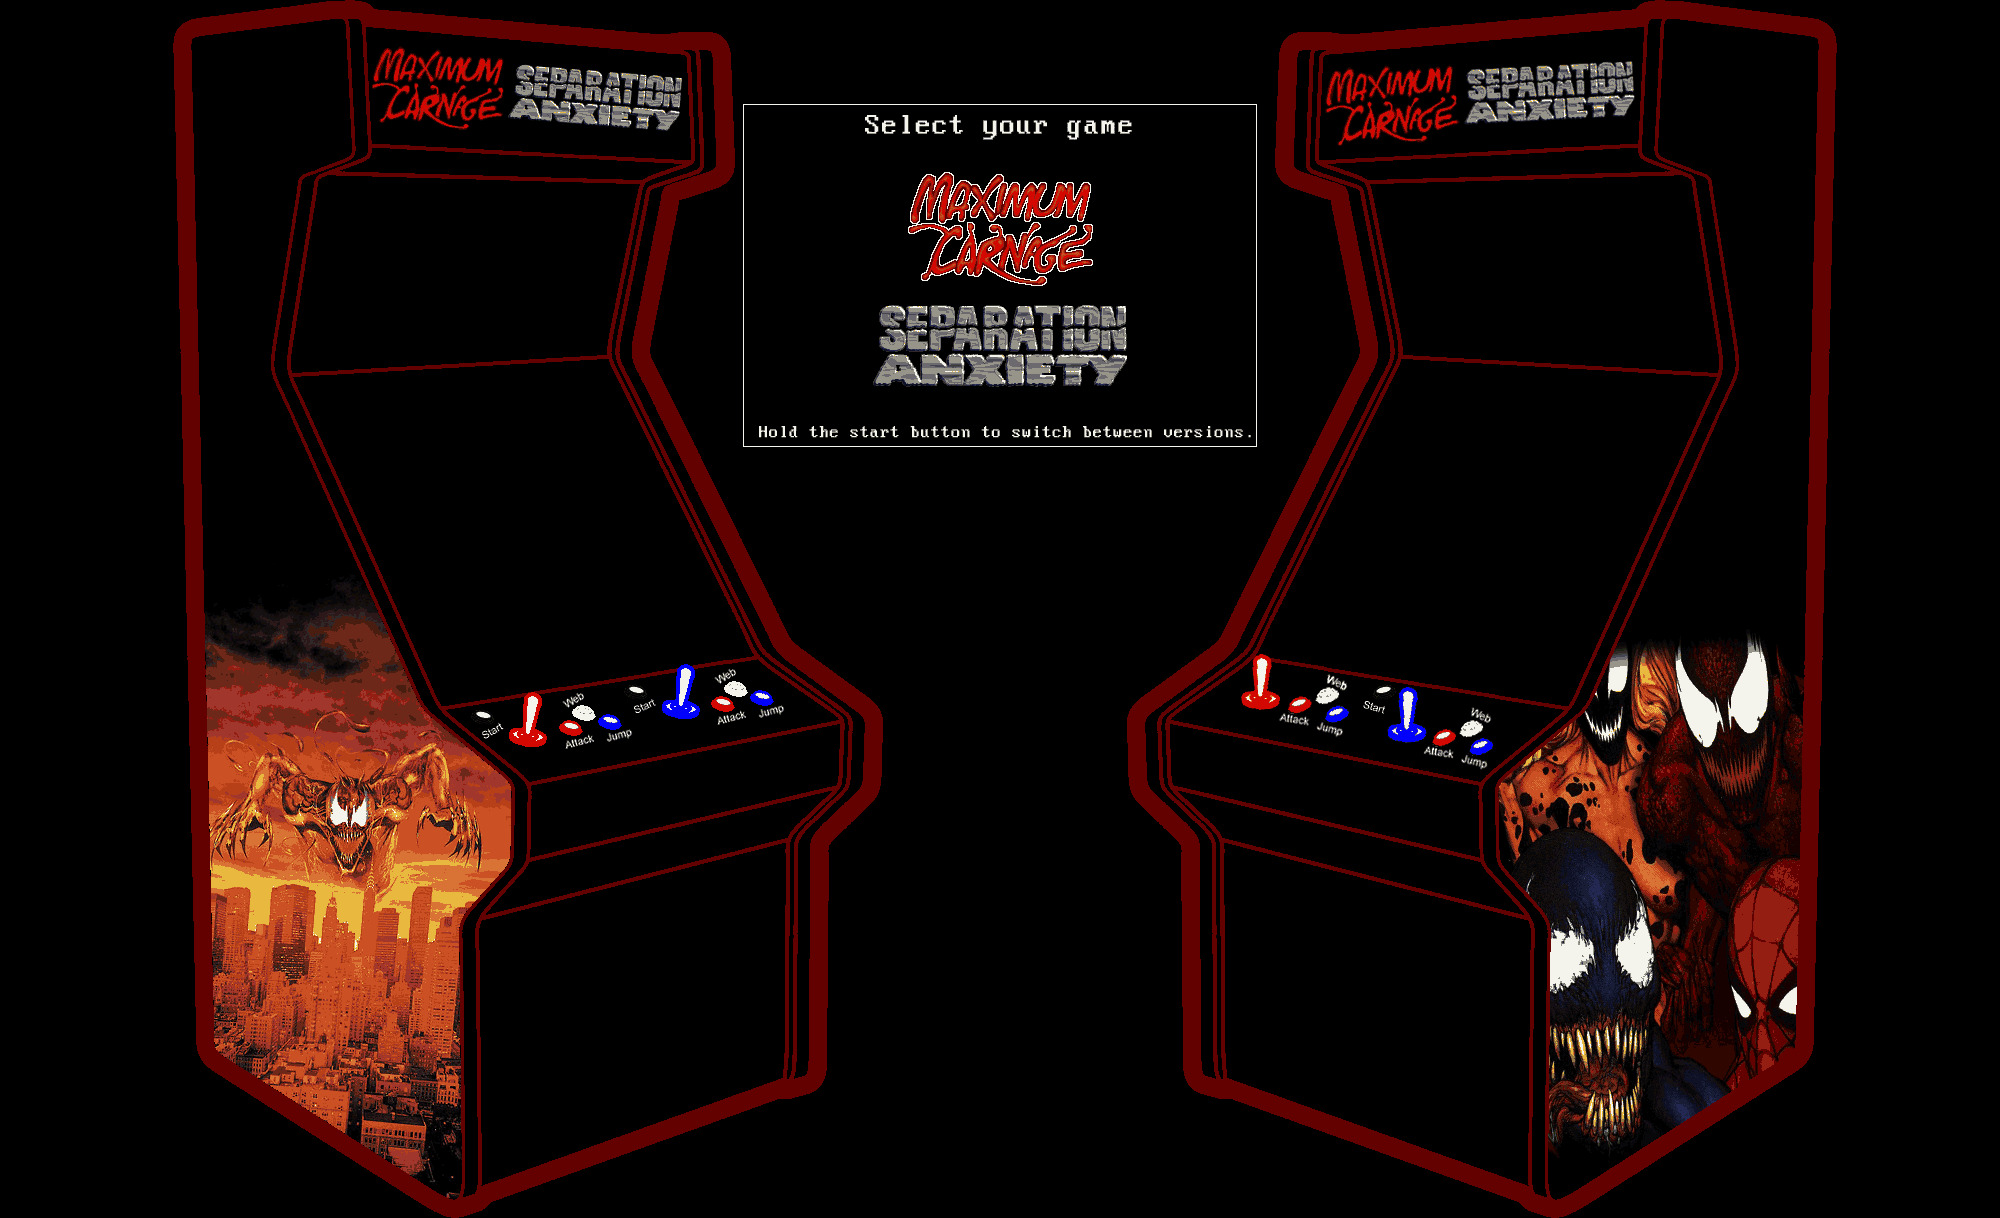 MAXIMUM
CARNAGE
SEPARATION
ANXIETY
Select your game
MAXIMUM
CARNAGE
SEPARATION
ANXIETY
Hold the start button to switch between versions.
MAXIMUM
CARNAGE
SEPARATION
ANXIETY
Start
Web
Attack
Jump
Start
Web
Attack
Jump
Web
Attack
Jump
Start
Web
Attack
Jump